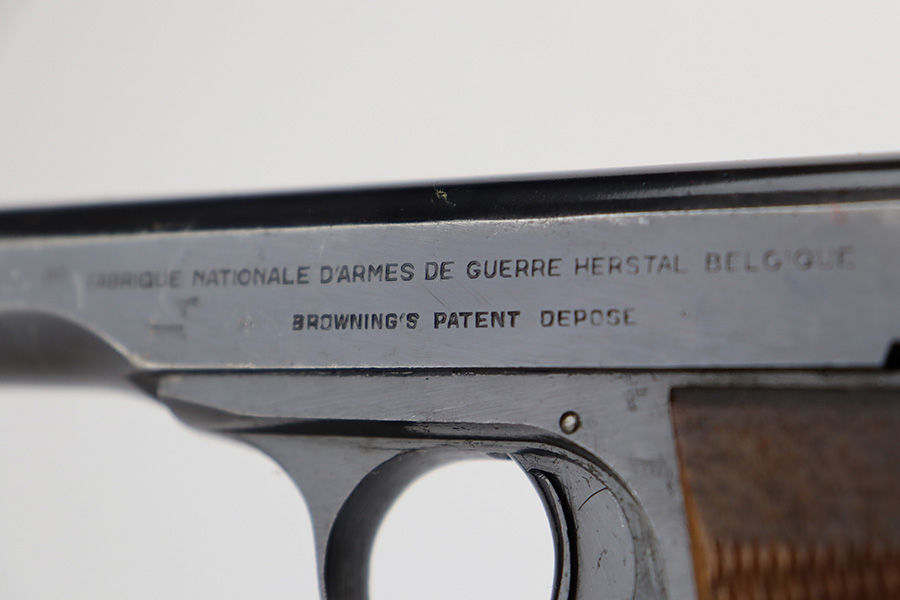 FABRIQUE NATIONALE D'ARMES DE GUERRE HERSTAL BELGIQUE
BROWNING'S PATENT DEPOSE